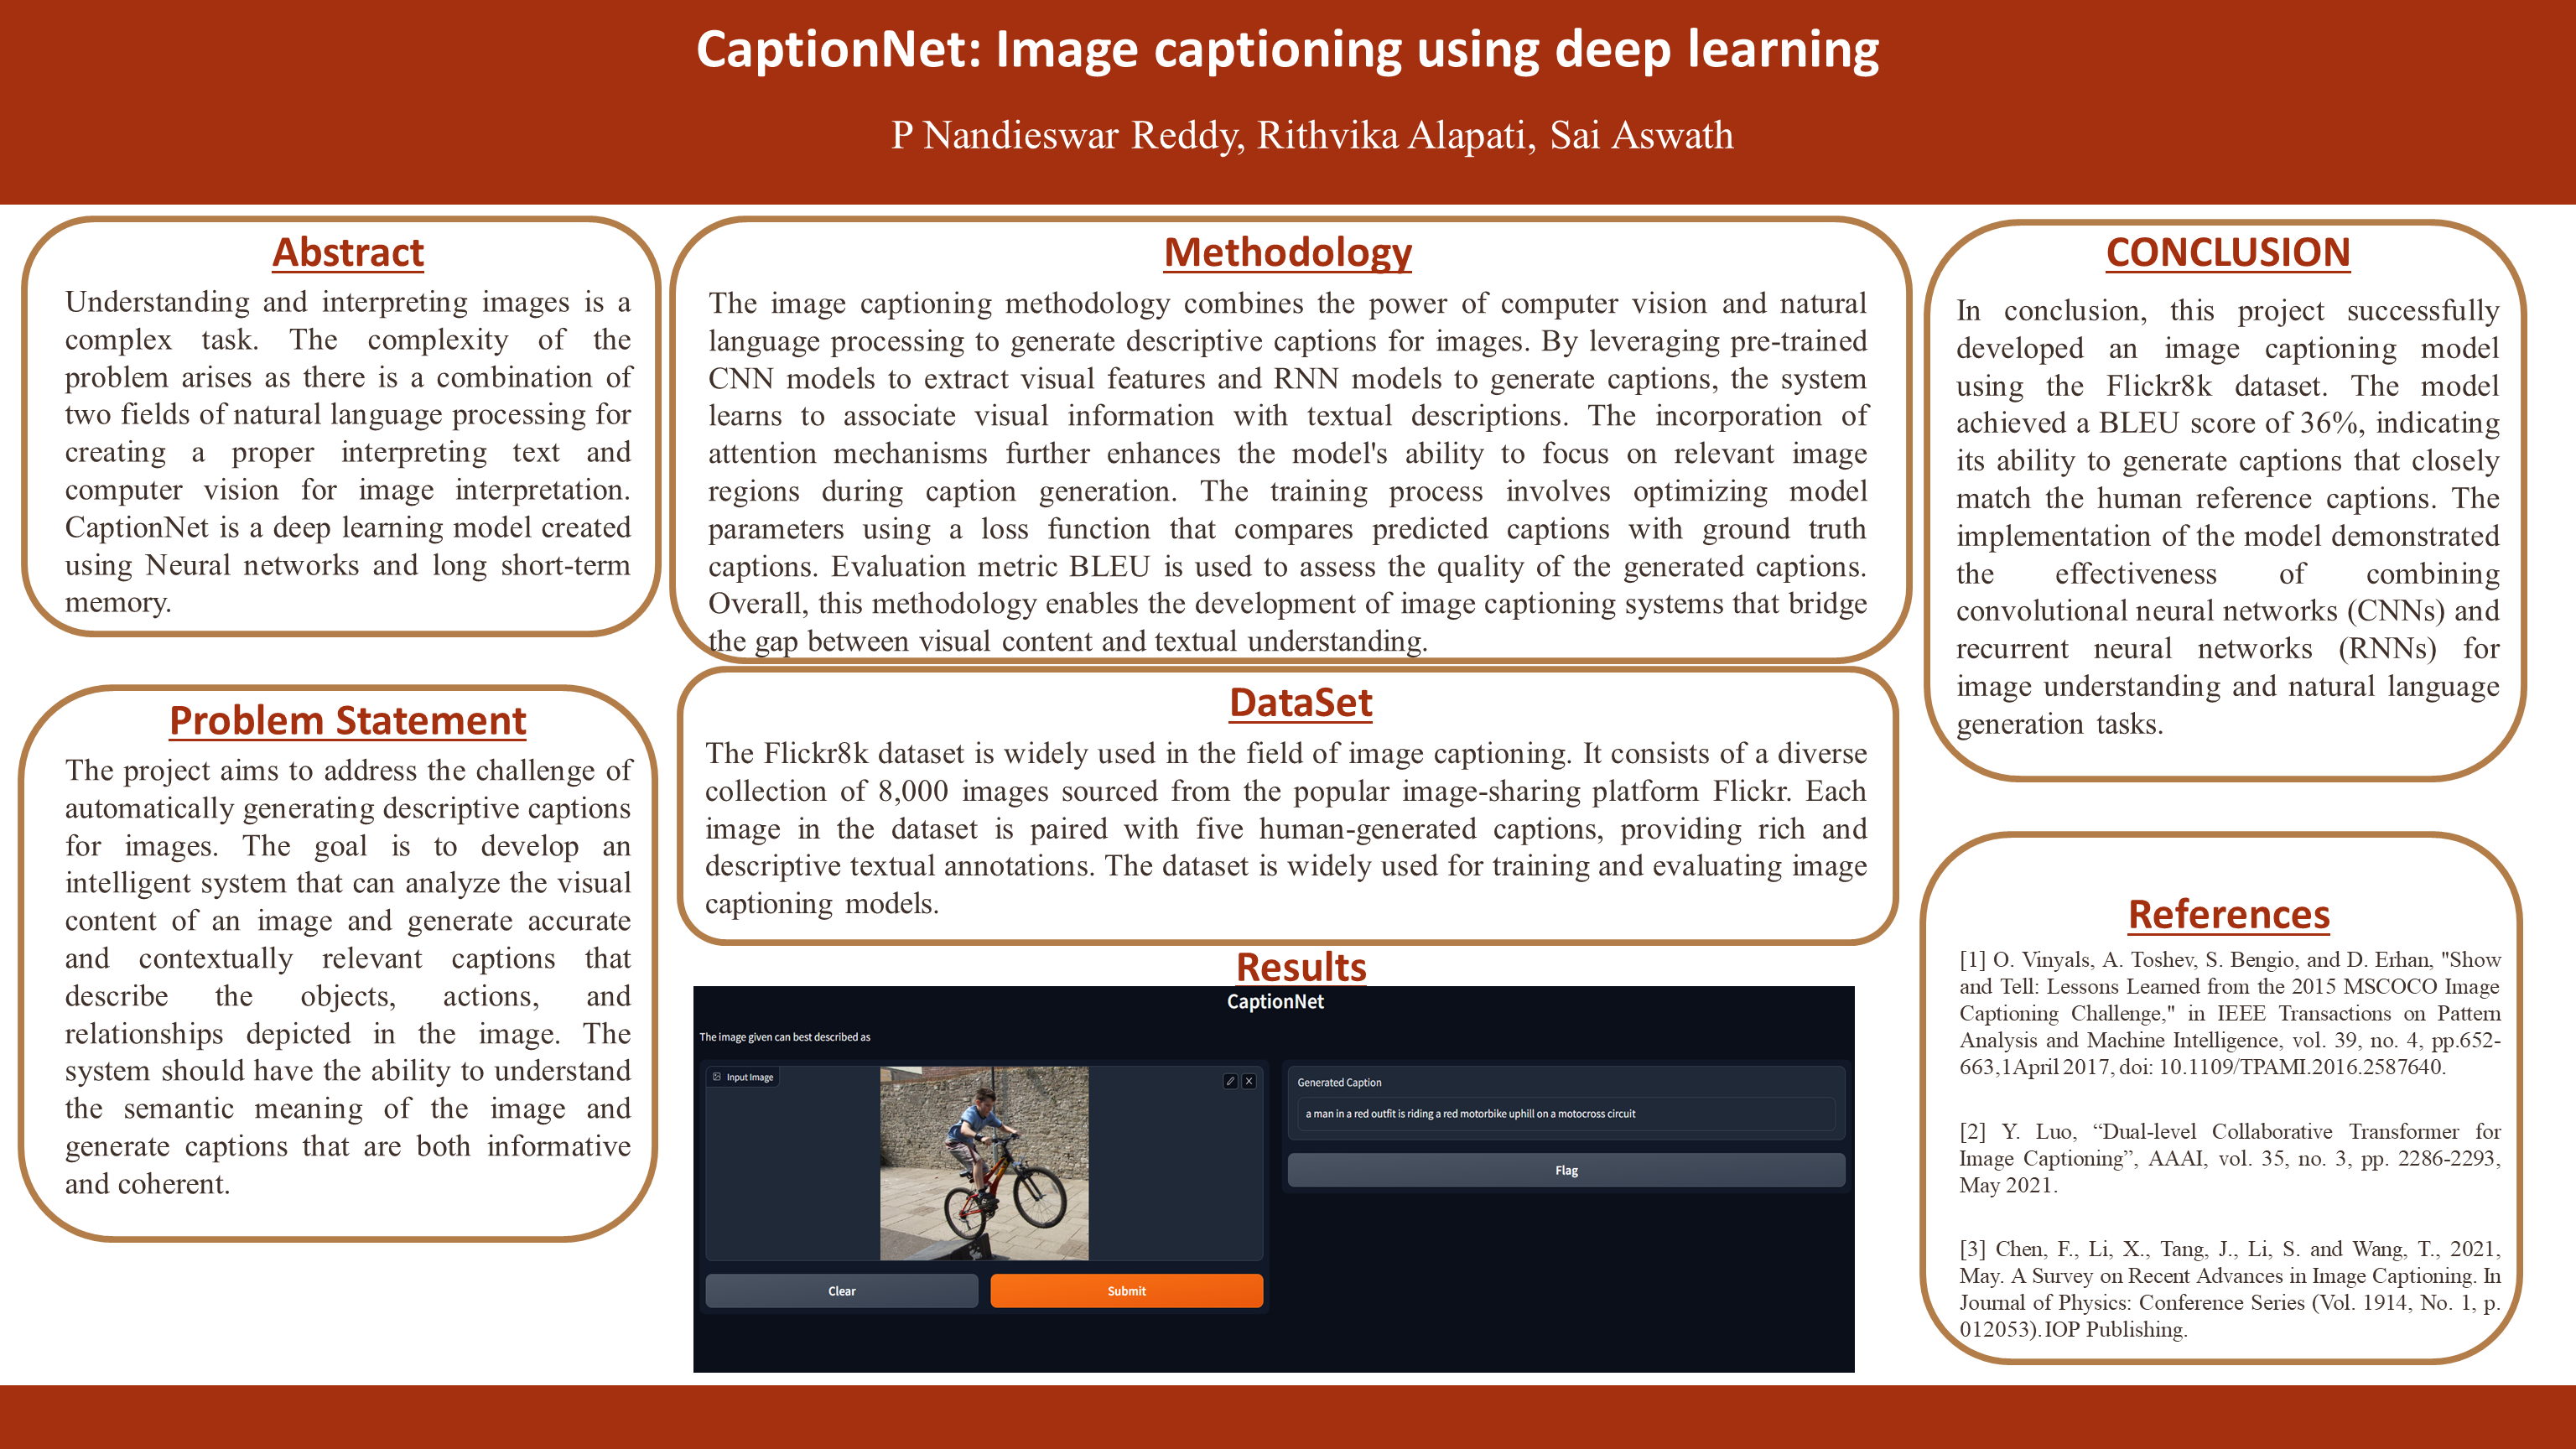 CaptionNet: Image captioning using deep learning
P Nandieswar Reddy, Rithvika Alapati, Sai Aswath
Abstract
Understanding and interpreting images is a
complex task. The complexity of the
problem arises as there is a combination of
two fields of natural language processing for
creating a proper interpreting text and
computer vision for image interpretation.
CaptionNet is a deep learning model created
using Neural networks and long short-term
memory.
Problem Statement
The project aims to address the challenge of
automatically generating descriptive captions
for images. The goal is to develop an
intelligent system that can analyze the visual
content of an image and generate accurate
and contextually relevant captions that
describe the objects, actions, and
relationships depicted in the image. The
system should have the ability to understand
the semantic meaning of the image and
generate captions that are both informative
and coherent.
Methodology
The image captioning methodology combines the power of computer vision and natural
language processing to generate descriptive captions for images. By leveraging pre-trained
CNN models to extract visual features and RNN models to generate captions, the system
learns to associate visual information with textual descriptions. The incorporation of
attention mechanisms further enhances the model's ability to focus on relevant image
regions during caption generation. The training process involves optimizing model
parameters using a loss function that compares predicted captions with ground truth
captions. Evaluation metric BLEU is used to assess the quality of the generated captions.
Overall, this methodology enables the development of image captioning systems that bridge
the gap between visual content and textual understanding.
DataSet
The Flickr8k dataset is widely used in the field of image captioning. It consists of a diverse
collection of 8,000 images sourced from the popular image-sharing platform Flickr. Each
image in the dataset is paired with five human-generated captions, providing rich and
descriptive textual annotations. The dataset is widely used for training and evaluating image
captioning models.
Results
CaptionNet
The image given can best described as
Input Image
Clear
Submit
Generated Caption
a man in a red outfit is riding a red motorbike uphill on a motocross circuit
Flag
CONCLUSION
In conclusion, this project successfully
developed an image captioning model
using the Flickr8k dataset. The model
achieved a BLEU score of 36%, indicating
its ability to generate captions that closely
match the human reference captions. The
implementation of the model demonstrated
the effectiveness of combining
convolutional neural networks (CNNs) and
recurrent neural networks (RNNs) for
image understanding and natural language
generation tasks.
References
[1] O. Vinyals, A. Toshev, S. Bengio, and D. Erhan, "Show
and Tell: Lessons Learned from the 2015 MSCOCO Image
Captioning Challenge," in IEEE Transactions on Pattern
Analysis and Machine Intelligence, vol. 39, no. 4, pp.652-
663,1April 2017, doi: 10.1109/TPAMI.2016.2587640.
[2] Y. Luo, “Dual-level Collaborative Transformer for
Image Captioning”, AAAI, vol. 35, no. 3, pp. 2286-2293,
May 2021.
[3] Chen, F., Li, X., Tang, J., Li, S. and Wang, T., 2021,
May. A Survey on Recent Advances in Image Captioning. In
Journal of Physics: Conference Series (Vol. 1914, No. 1, p.
012053). IOP Publishing.